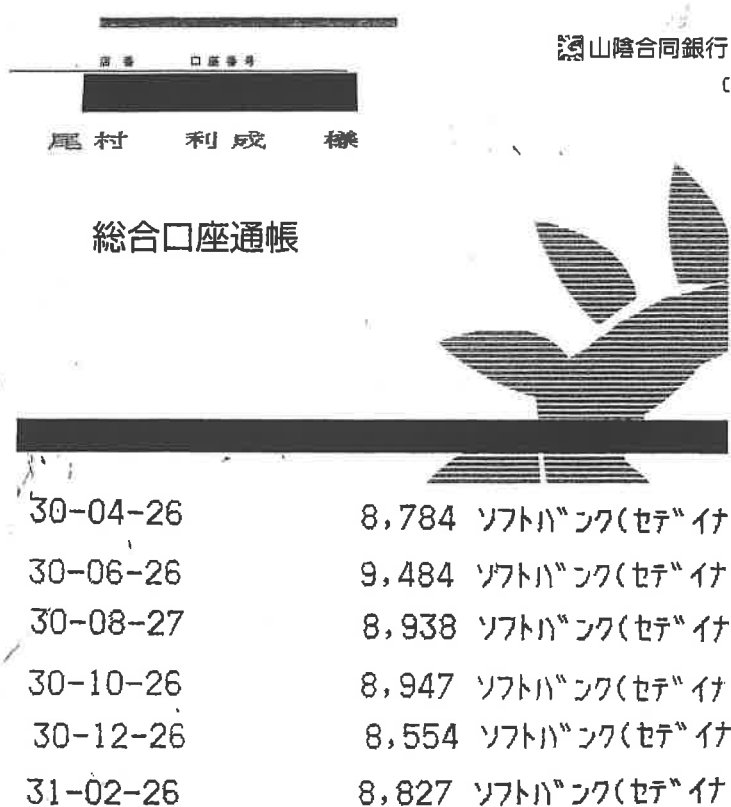 山陰合同銀行
店番 口座番号
尾村 利成 様
総合口座通帳
30-04-26 8,784 ソフトバンク(セデイナ
30-06-26 9,484 ソフトバンク(セデイナ
30-08-27 8,938 ソフトバンク(セデイナ
30-10-26 8,947 ソフトバンク(セデイナ
30-12-26 8,554 ソフトバンク(セデイナ
31-02-26 8,827 ソフトバンク(セデイナ